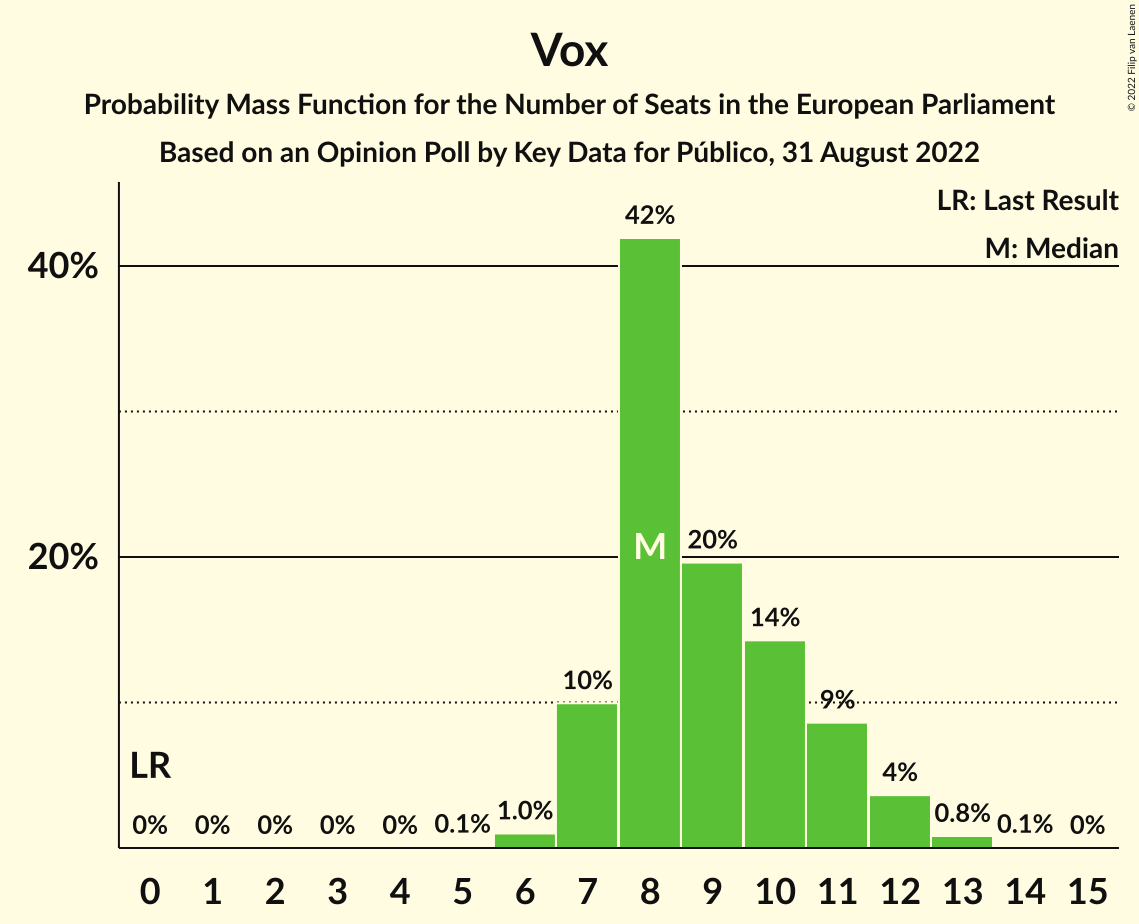 Vox
Probability Mass Function for the Number of Seats in the European Parliament
Based on an Opinion Poll by Key Data for Público, 31 August 2022
© 2022 Filip van Laenen
LR: Last Result
M: Median
40%
20%
42%
M
20%
14%
10%
9%
LR
4%
0% 0% 0% 0% 0% 0.1% 1.0% 0.8% 0.1% 0%
0 1 2 3 4 5 6 7 8 9 10 11 12 13 14 15